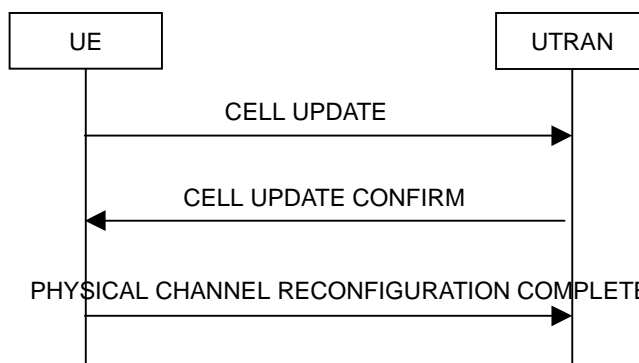 UE
UTRAN
CELL UPDATE
CELL UPDATE CONFIRM
PHYSICAL CHANNEL RECONFIGURATION COMPLETE